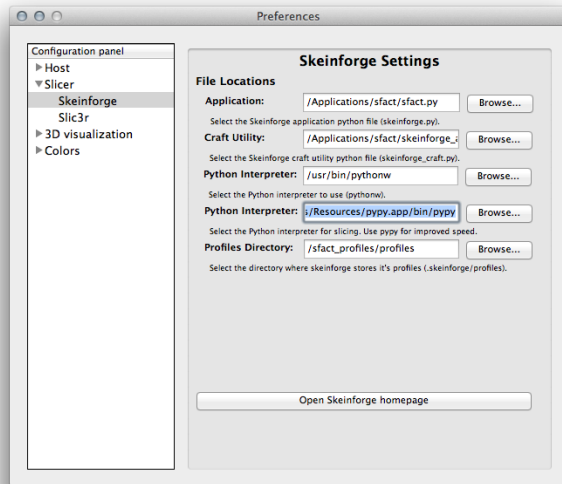 Preferences
Configuration panel
Host
Slicer
Skeinforge
Slic3r
3D visualization
Colors
Skeinforge Settings
File Locations
Application: /Applications/sfact/sfact.py Browse...
Select the Skeinforge application python file (skeinforge.py).
Craft Utility: /Applications/sfact/skeinforge_a Browse...
Select the Skeinforge craft utility python file (skeinforge_craft.py).
Python Interpreter: /usr/bin/pythonw Browse...
Select the Python interpreter to use (pythonw).
Python Interpreter: s/Resources/pypy.app/bin/pypy Browse...
Select the Python interpreter for slicing. Use pypy for improved speed.
Profiles Directory: /sfact_profiles/profiles Browse...
Select the directory where skeinforge stores it's profiles (.skeinforge/profiles).
Open Skeinforge homepage